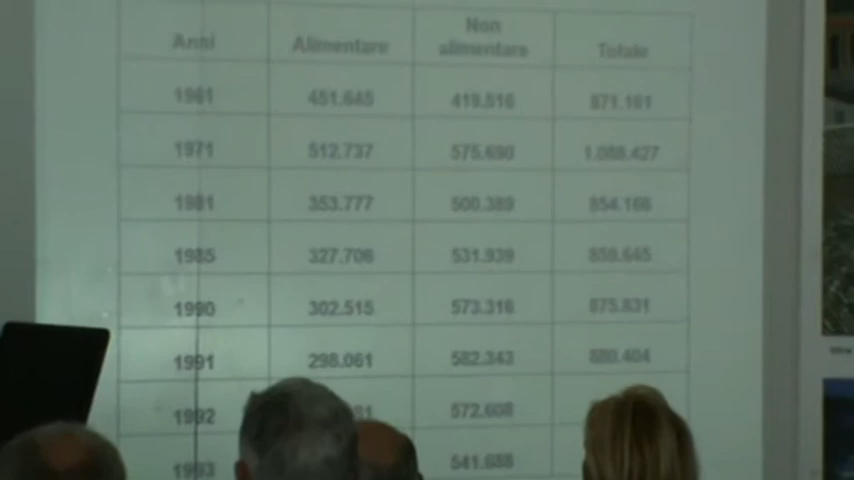 Anni Alimentare Non alimentare Totale
1961 451.645 419.516 871.161
1971 512.737 575.690 1.088.427
1981 353.777 500.389 854.166
1985 327.706 531.939 859.645
1990 302.515 573.316 875.831
1991 298.061 582.343 880.404
1992 572.608
1993 541.688